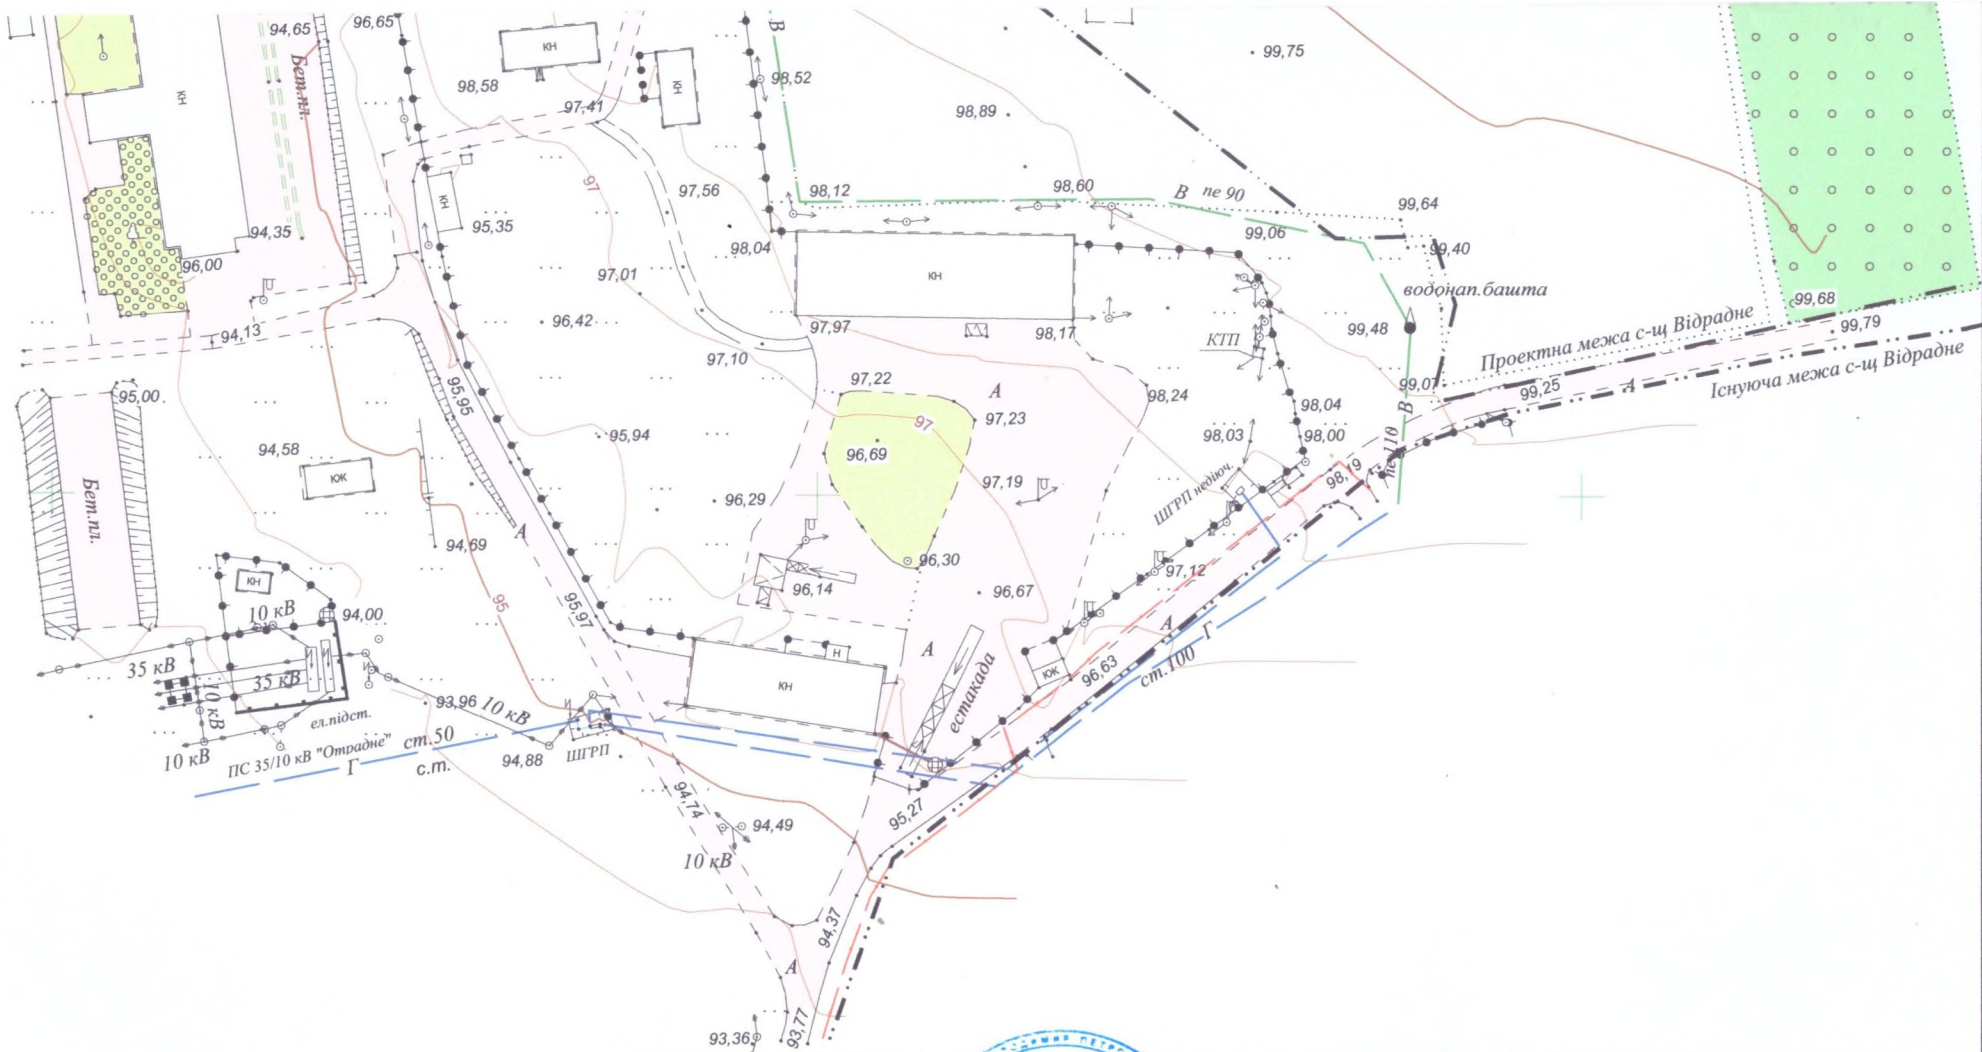 94,65
96,65
Бет.пл.
КН
98,58
КН
97,41
КН
98,52
В
98,89
99,75
КН
95,35
97
97,56
98,12
98,60
В пе 90
99,64
94,35
96,00
98,04
99,06
99,40
97,01
КН
водонап.башта
99,68
94,13
96,42
97,97
98,17
КТП
99,48
99,79
Проектна межа с-щ Відрадне
97,10
Існуюча межа с-щ Відрадне
95,00
95,95
97,22
А
98,24
99,07
99,25
А
97,23
97
98,04
В
95,94
96,69
98,03
98,00
94,58
КЖ
97,19
пе 110
98,19
Бет.пл.
96,29
ШГРП недіюч.
А
94,69
96,30
97,12
КН
95
95,97
96,14
96,67
10 кВ
94,00
А
А
Г
35 кВ
35 кВ
Н
КН
естакада
КЖ
96,63
ст.100
10 кВ
93,96
10 кВ
ел.підст.
10 кВ
ПС 35/10 кВ "Отрадне"
ст.50
Г
с.т.
94,88
ШГРП
94,74
94,49
95,27
10 кВ
94,37
А
93,36
93,77